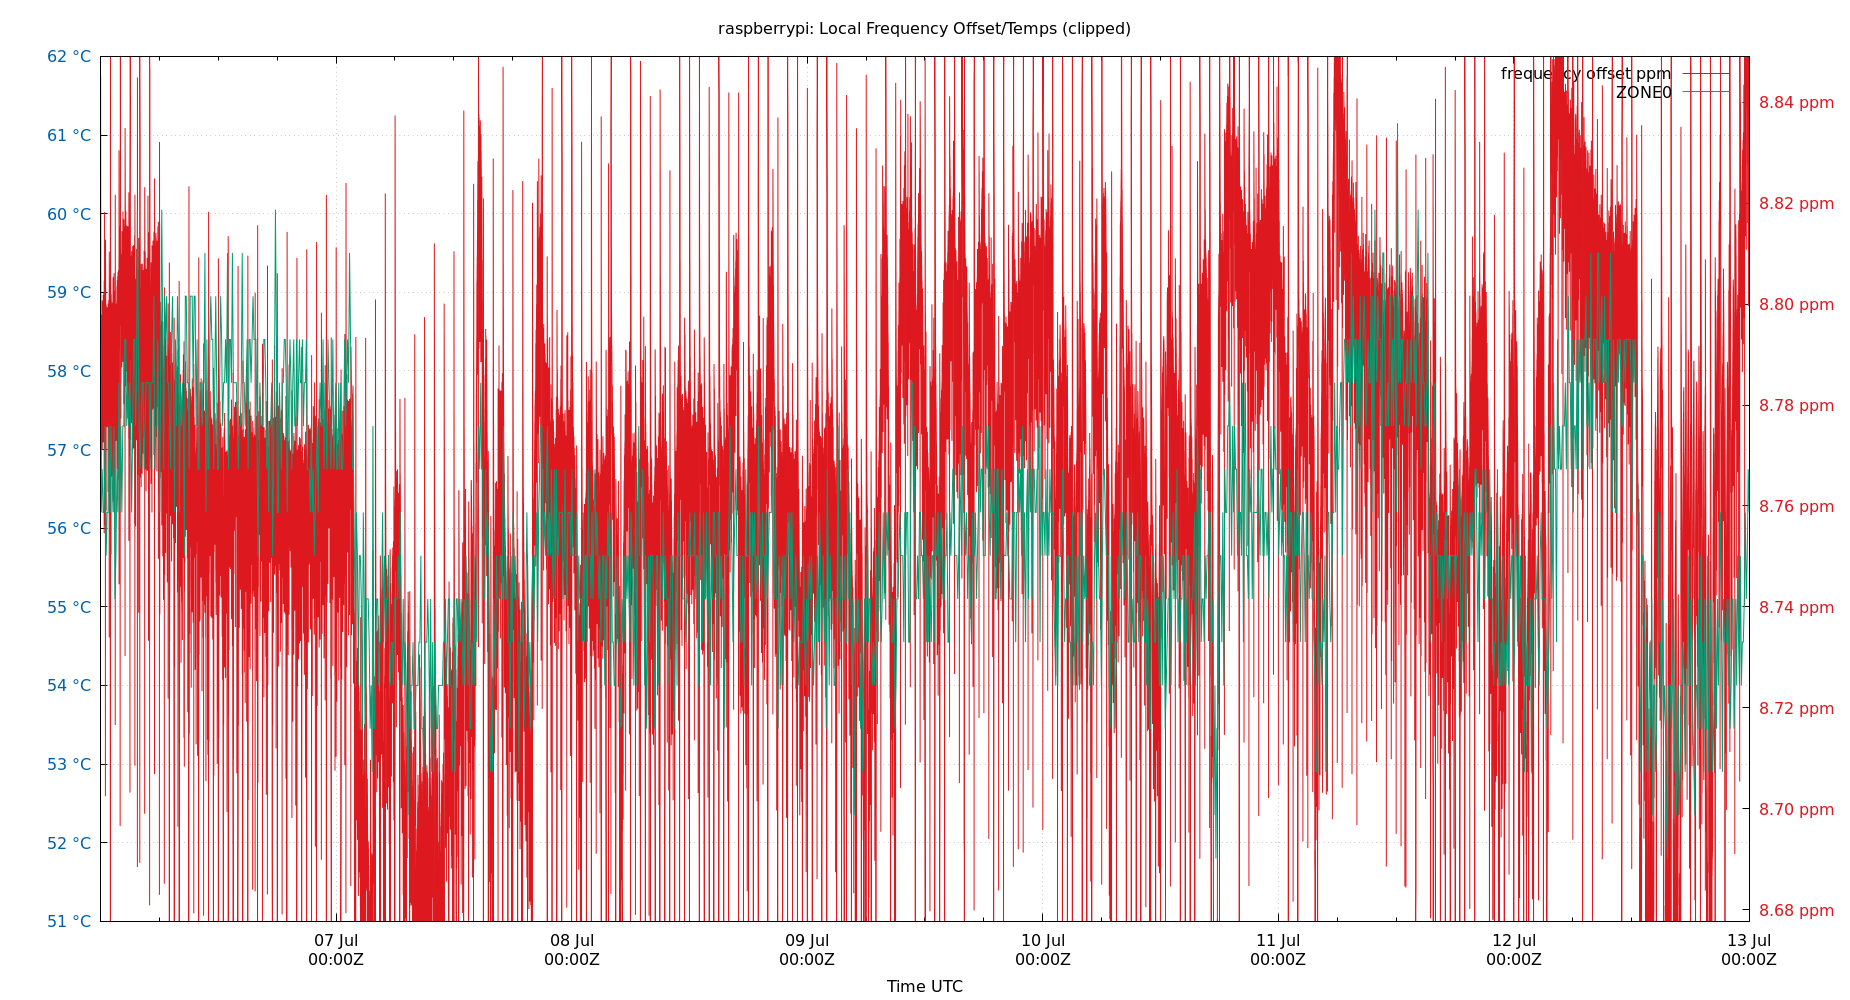 raspberrypi: Local Frequency Offset/Temps (clipped)
62 °C
61 °C
60 °C
59 °C
58 °C
57 °C
56 °C
55 °C
54 °C
53 °C
52 °C
51 °C
frequency offset ppm
ZONE0
8.84 ppm
8.82 ppm
8.80 ppm
8.78 ppm
8.76 ppm
8.74 ppm
8.72 ppm
8.70 ppm
8.68 ppm
07 Jul
00:00Z
08 Jul
00:00Z
09 Jul
00:00Z
10 Jul
00:00Z
11 Jul
00:00Z
12 Jul
00:00Z
13 Jul
00:00Z
Time UTC